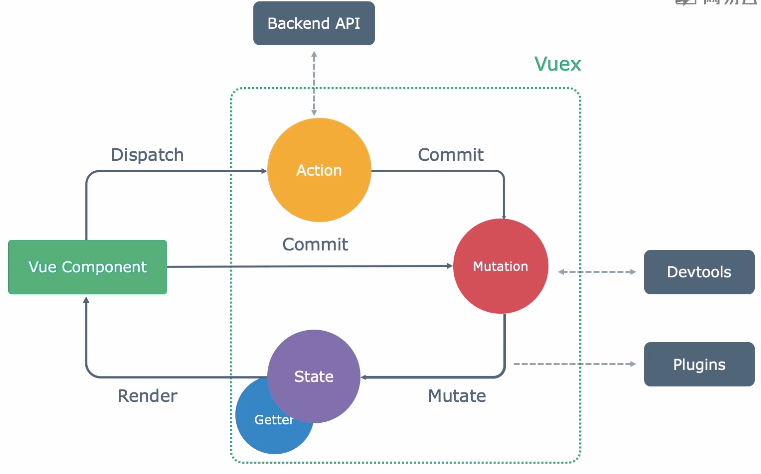 Backend API
Vuex
Dispatch
Action
Commit
Commit
Vue Component
Mutation
Devtools
State
Plugins
Render
Getter
Mutate